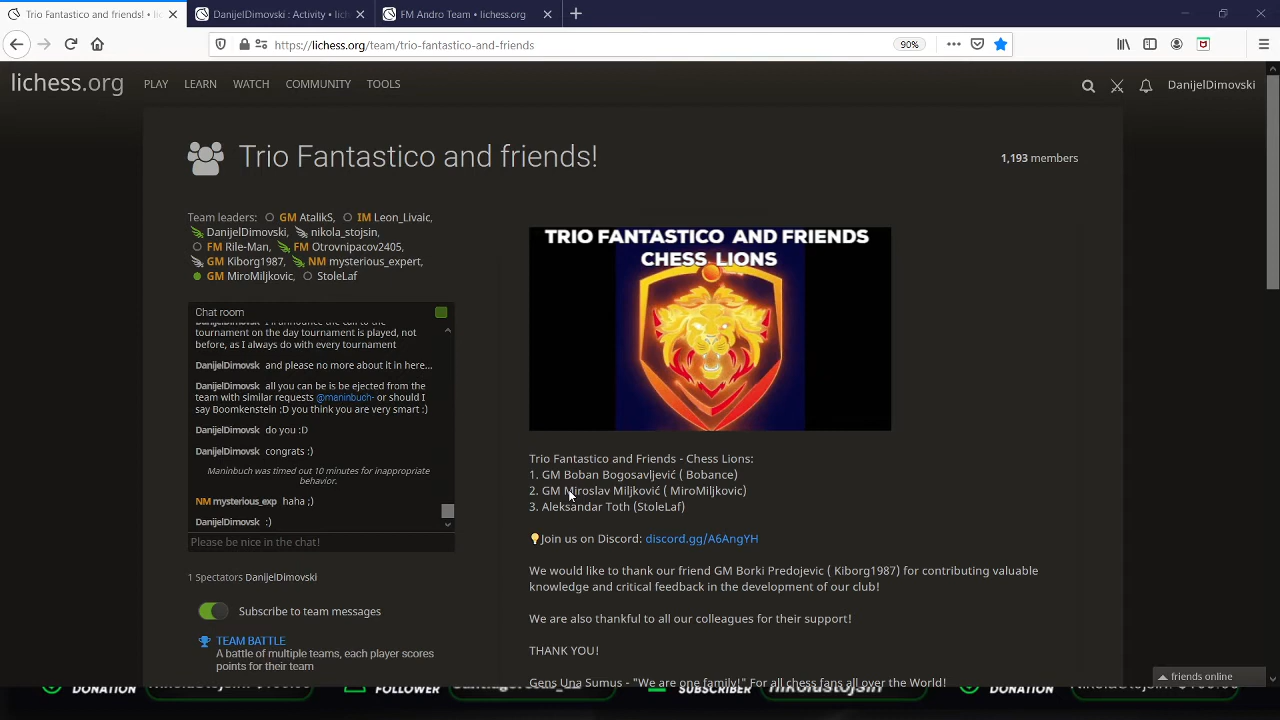 Trio Fantastico and friends! • lic
DanijelDimovski : Activity • lich
FM Andro Team • lichess.org
https://lichess.org/team/trio-fantastico-and-friends
90%
lichess.org PLAY LEARN WATCH COMMUNITY TOOLS DanijelDimovski
Trio Fantastico and friends!
1,193 members
Team leaders: GM AtalikS, IM Leon_Livaic,
DanijelDimovski, nikola_stojsin,
FM Rile-Man, FM Otrovnipacov2405,
GM Kiborg1987, NM mysterious_expert,
GM MiroMiljkovic, StoleLaf
Chat room
DanijelDimovsk I'll announce the call to the
tournament on the day tournament is played, not
before, as I always do with every tournament
DanijelDimovsk and please no more about it in here...
DanijelDimovsk all you can be is be ejected from the
team with similar requests @maninbuch- or should I
say Boomkenstein ;D you think you are very smart :)
DanijelDimovsk do you :D
DanijelDimovsk congrats :)
Maninbuch was timed out 10 minutes for inappropriate
behavior.
NM mysterious_exp haha ;)
DanijelDimovsk :)
Please be nice in the chat!
1 Spectators DanijelDimovski
Subscribe to team messages
TEAM BATTLE
A battle of multiple teams, each player scores
points for their team
TRIO FANTASTICO AND FRIENDS
CHESS LIONS
Trio Fantastico and Friends - Chess Lions:
1. GM Boban Bogosavljević ( Bobance)
2. GM Miroslav Miljković ( MiroMiljkovic)
3. Aleksandar Toth (StoleLaf)
Join us on Discord: discord.gg/A6AngYH
We would like to thank our friend GM Borki Predojevic ( Kiborg1987) for contributing valuable
knowledge and critical feedback in the development of our club!
We are also thankful to all our colleagues for their support!
THANK YOU!
Gens Una Sumus - "We are one family!" For all chess fans all over the World!
friends online
DONATION FOLLOWER SUBSCRIBER nikolastojsin DONATION